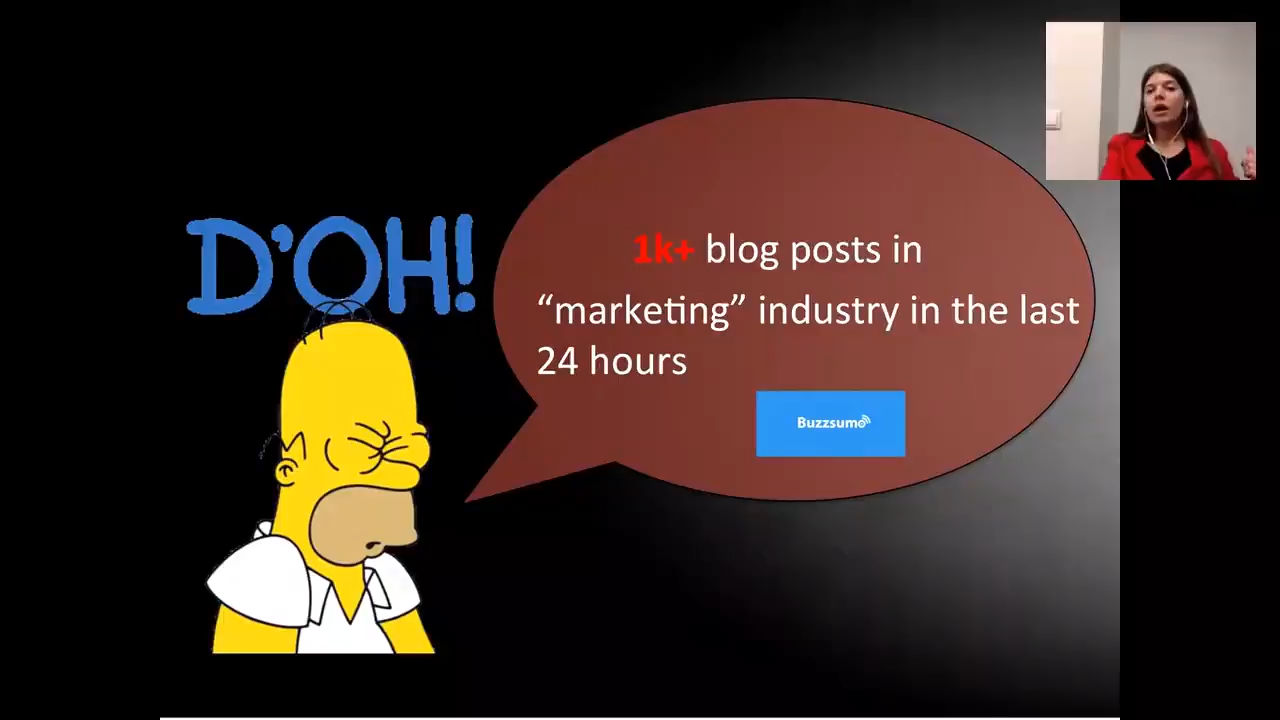 D’OH!
1k+ blog posts in
“marketing” industry in the last
24 hours
Buzzsumo